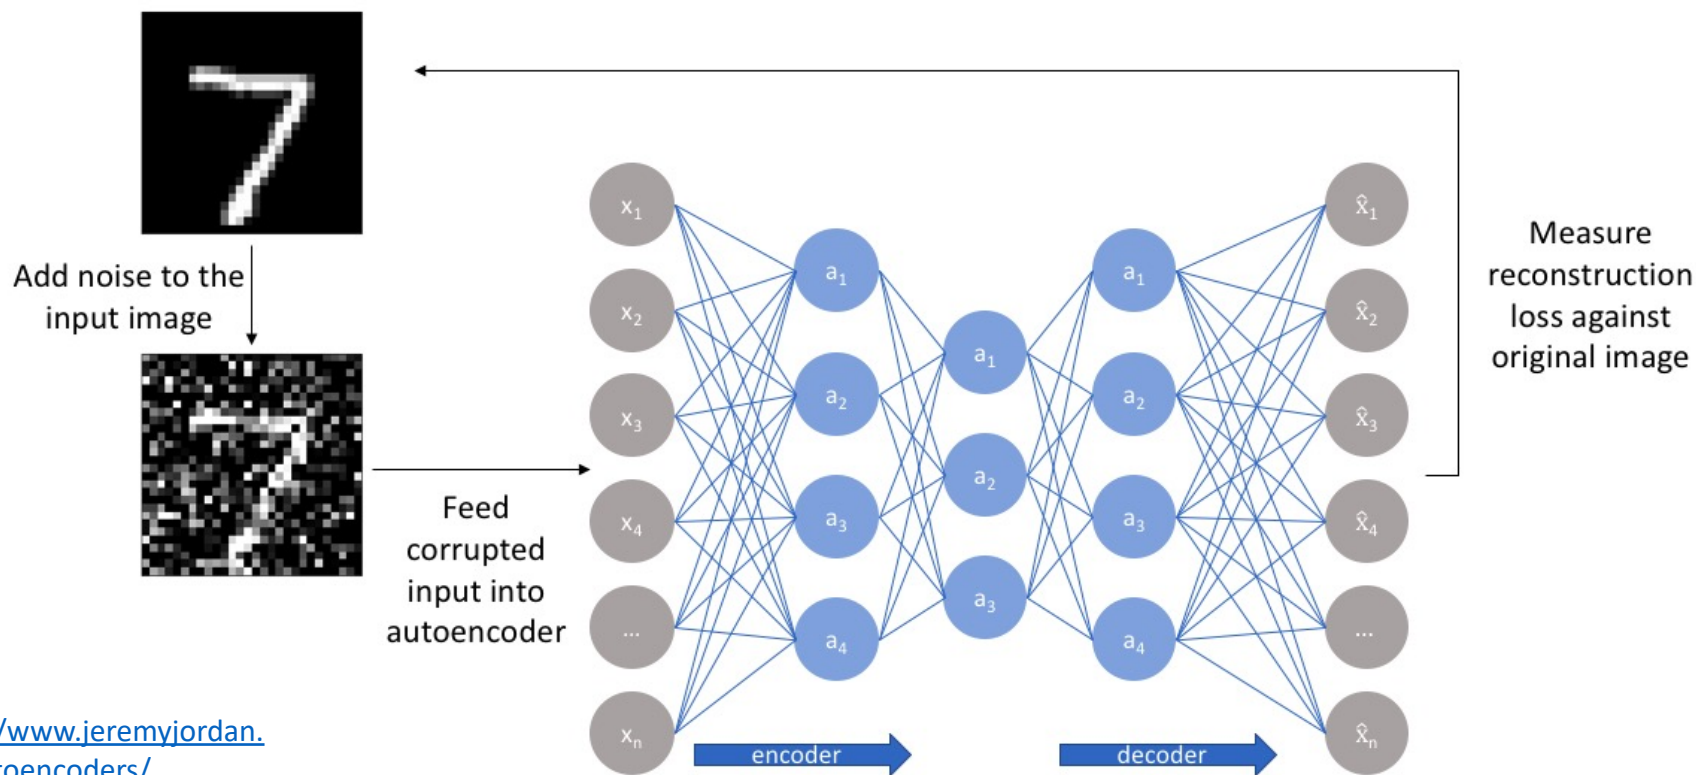 Add noise to the
input image
Feed
corrupted
input into
autoencoder
x₁
x₂
x₃
x₄
...
xₙ
a₁
a₂
a₃
a₄
a₁
a₂
a₃
a₁
a₂
a₃
a₄
x̂₁
x̂₂
x̂₃
x̂₄
...
x̂ₙ
encoder
decoder
Measure
reconstruction
loss against
original image
/www.jeremyjordan.
toencoders/